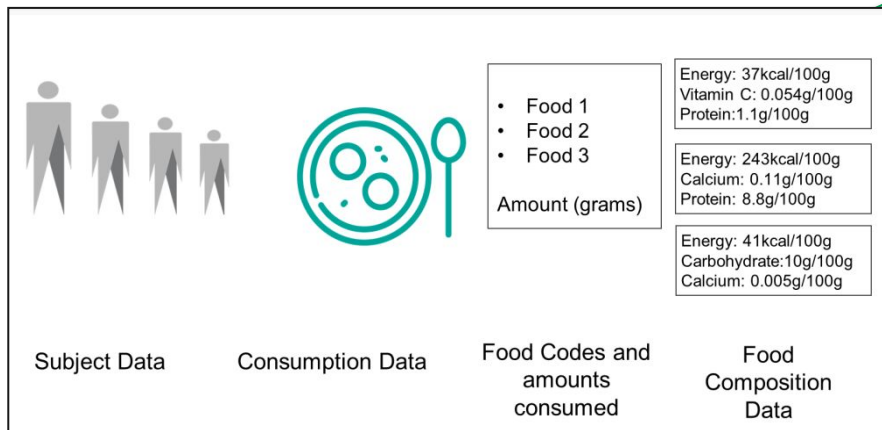 • Food 1
• Food 2
• Food 3
Amount (grams)
Energy: 37kcal/100g
Vitamin C: 0.054g/100g
Protein:1.1g/100g
Energy: 243kcal/100g
Calcium: 0.11g/100g
Protein: 8.8g/100g
Energy: 41kcal/100g
Carbohydrate:10g/100g
Calcium: 0.005g/100g
Subject Data
Consumption Data
Food Codes and
amounts
consumed
Food
Composition
Data